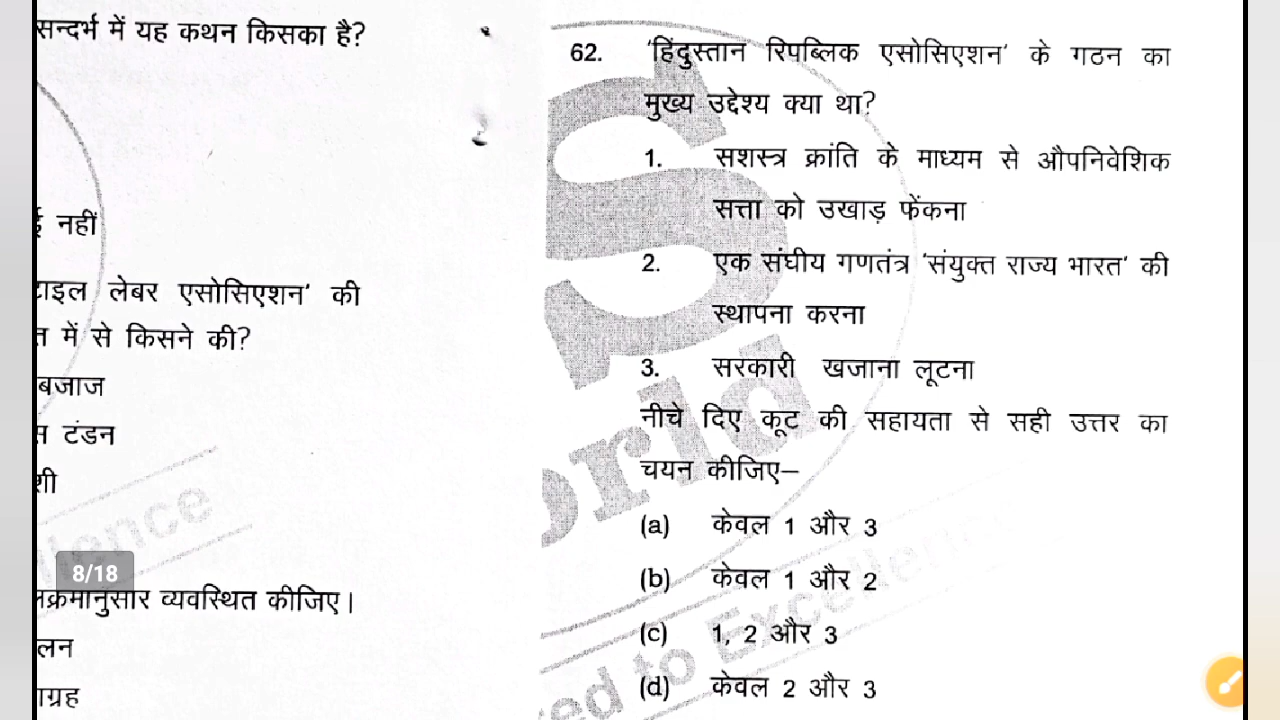 सन्दर्भ में यह कथन किसका है?
ई नहीं
टाइल लेबर एसोसिएशन' की
त में से किसने की?
बजाज
स टंडन
शी
8/18
लक्रमानुसार व्यवस्थित कीजिए।
लन
ाग्रह
62. 'हिंदुस्तान रिपब्लिक एसोसिएशन' के गठन का
मुख्य उद्देश्य क्या था?
1. सशस्त्र क्रांति के माध्यम से औपनिवेशिक
सत्ता को उखाड़ फेंकना
2. एक संघीय गणतंत्र 'संयुक्त राज्य भारत' की
स्थापना करना
3. सरकारी खजाना लूटना
नीचे दिए कूट की सहायता से सही उत्तर का
चयन कीजिए–
(a) केवल 1 और 3
(b) केवल 1 और 2
(c) 1, 2 और 3
(d) केवल 2 और 3